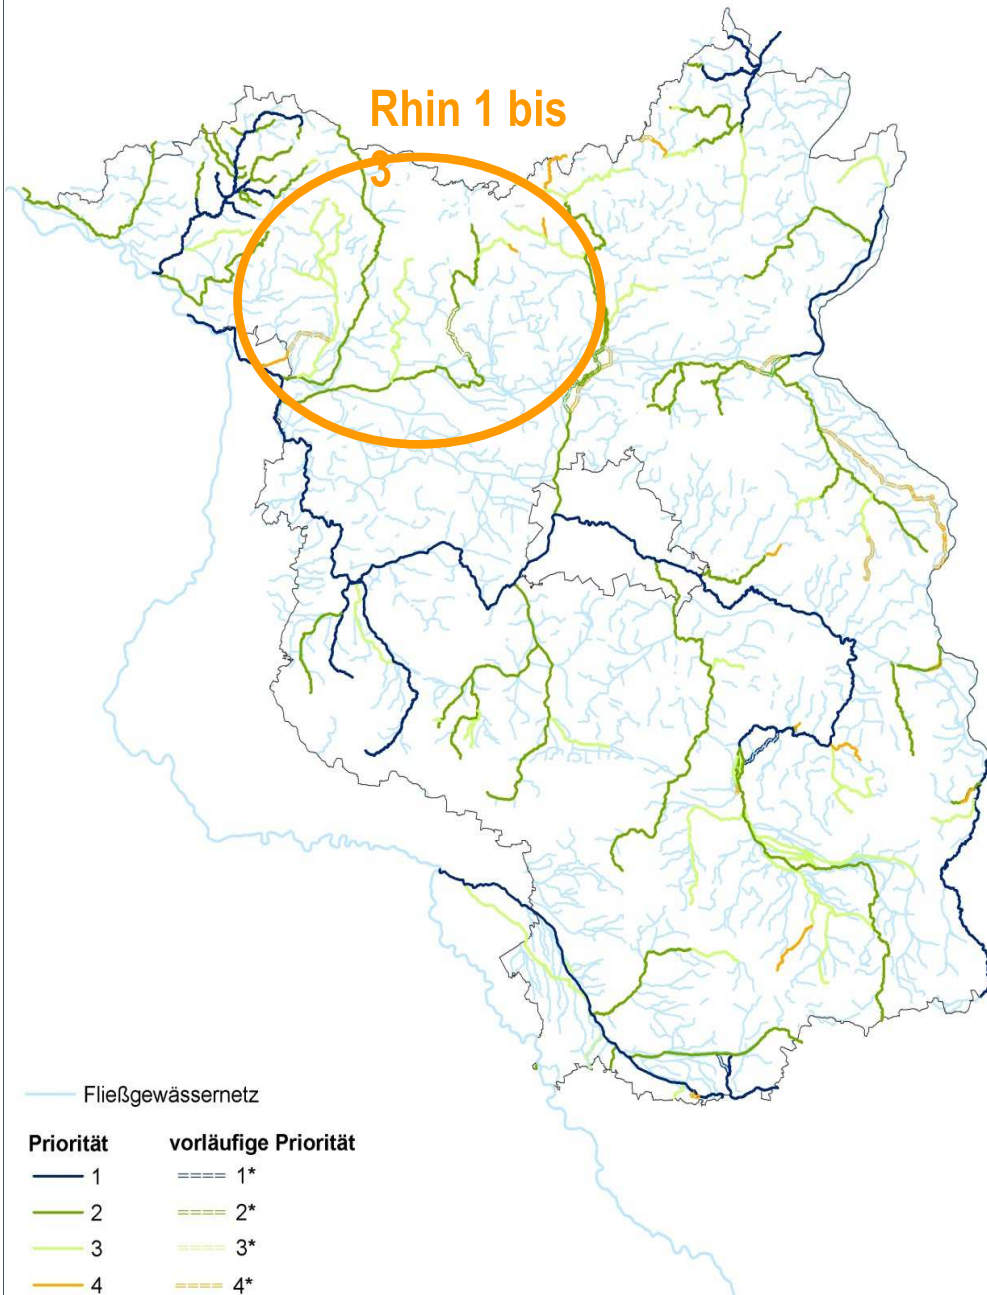 Rhin 1 bis
3
Fließgewässernetz
Priorität vorläufige Priorität
1 1*
2 2*
3 3*
4 4*